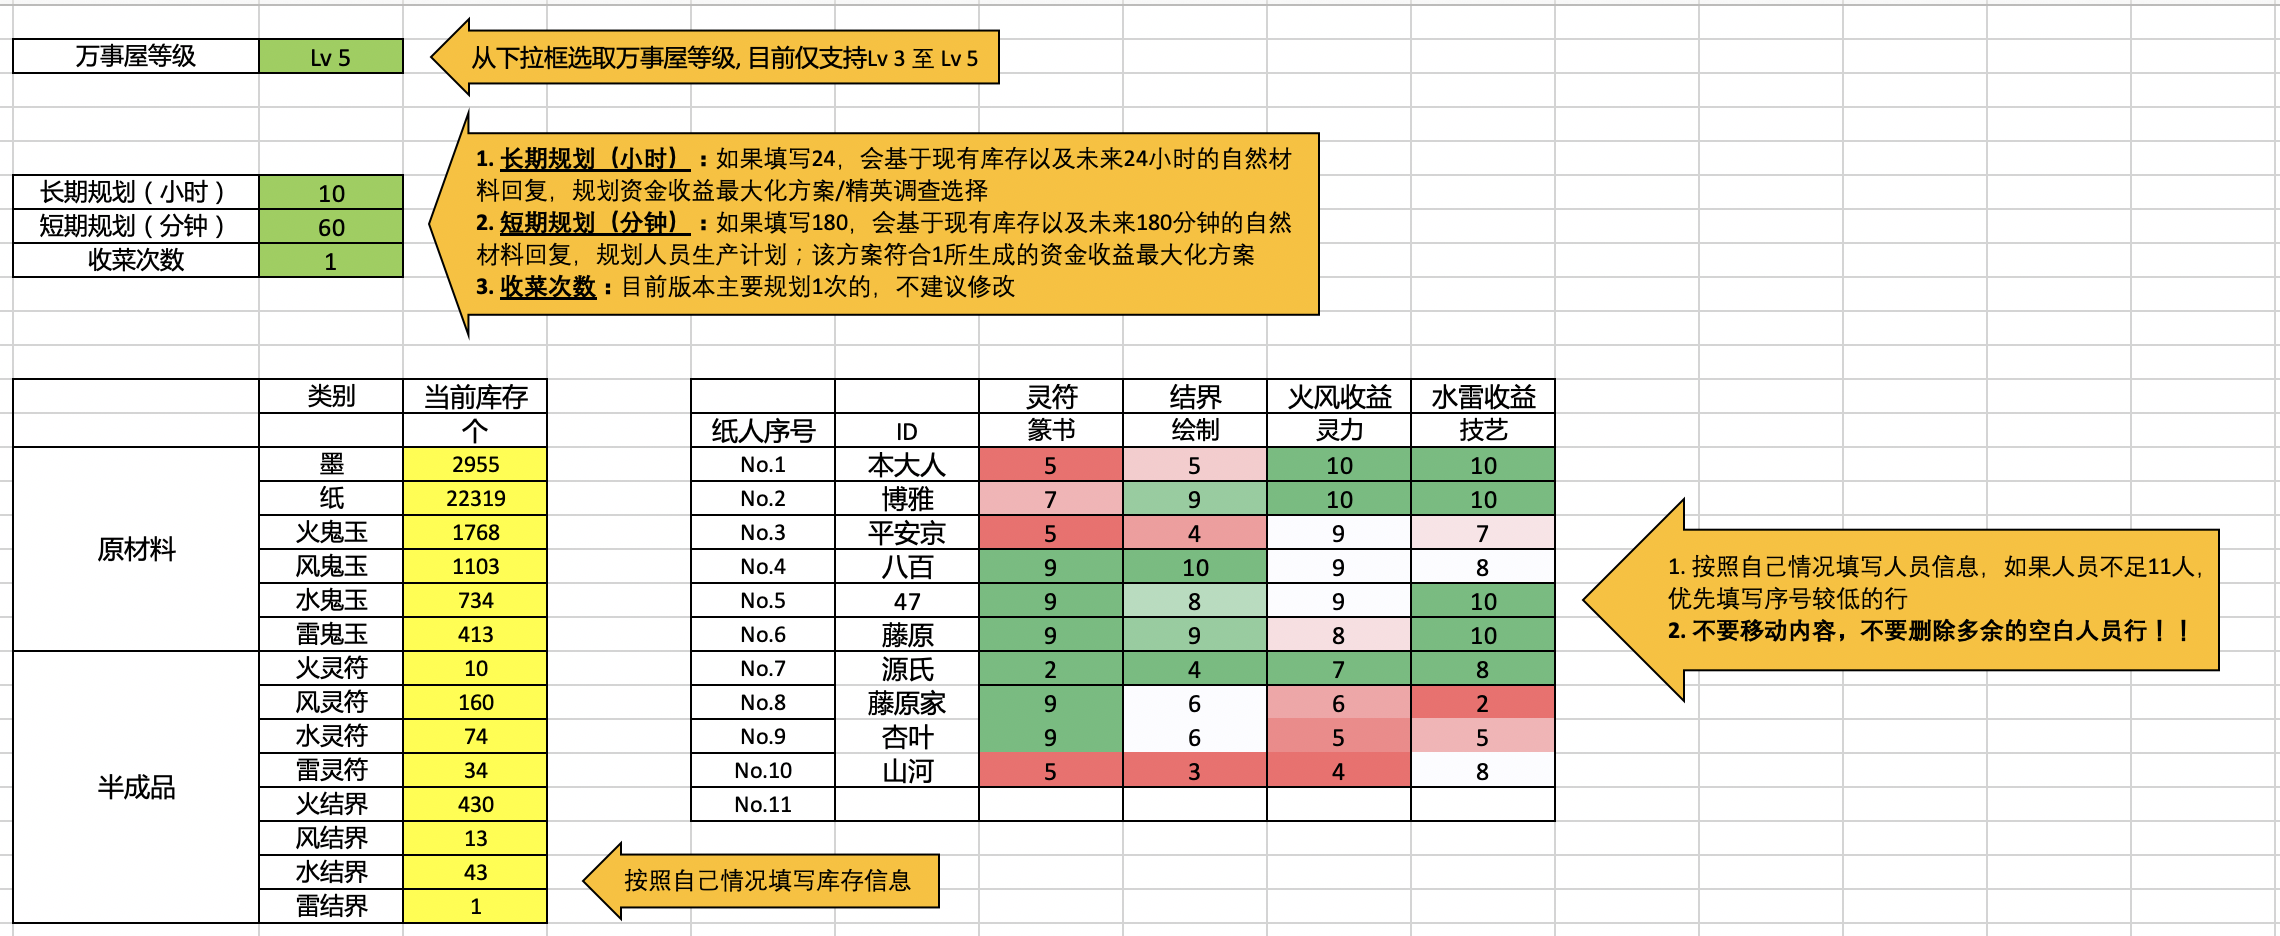 万事屋等级 Lv 5
从下拉框选取万事屋等级, 目前仅支持Lv 3 至 Lv 5
长期规划（小时） 10
短期规划（分钟） 60
收菜次数 1
1. 长期规划（小时）：如果填写24，会基于现有库存以及未来24小时的自然材
料回复，规划资金收益最大化方案/精英调查选择
2. 短期规划（分钟）：如果填写180，会基于现有库存以及未来180分钟的自然
材料回复，规划人员生产计划；该方案符合1所生成的资金收益最大化方案
3. 收菜次数：目前版本主要规划1次的，不建议修改
类别 当前库存
个
原材料
墨 2955
纸 22319
火鬼玉 1768
风鬼玉 1103
水鬼玉 734
雷鬼玉 413
半成品
火灵符 10
风灵符 160
水灵符 74
雷灵符 34
火结界 430
风结界 13
水结界 43
雷结界 1
灵符 结界 火风收益 水雷收益
纸人序号 ID 篆书 绘制 灵力 技艺
No.1 本大人 5 5 10 10
No.2 博雅 7 9 10 10
No.3 平安京 5 4 9 7
No.4 八百 9 10 9 8
No.5 47 9 8 9 10
No.6 藤原 9 9 8 10
No.7 源氏 2 4 7 8
No.8 藤原家 9 6 6 2
No.9 杏叶 9 6 5 5
No.10 山河 5 3 4 8
No.11
1. 按照自己情况填写人员信息，如果人员不足11人，
优先填写序号较低的行
2. 不要移动内容，不要删除多余的空白人员行！！
按照自己情况填写库存信息